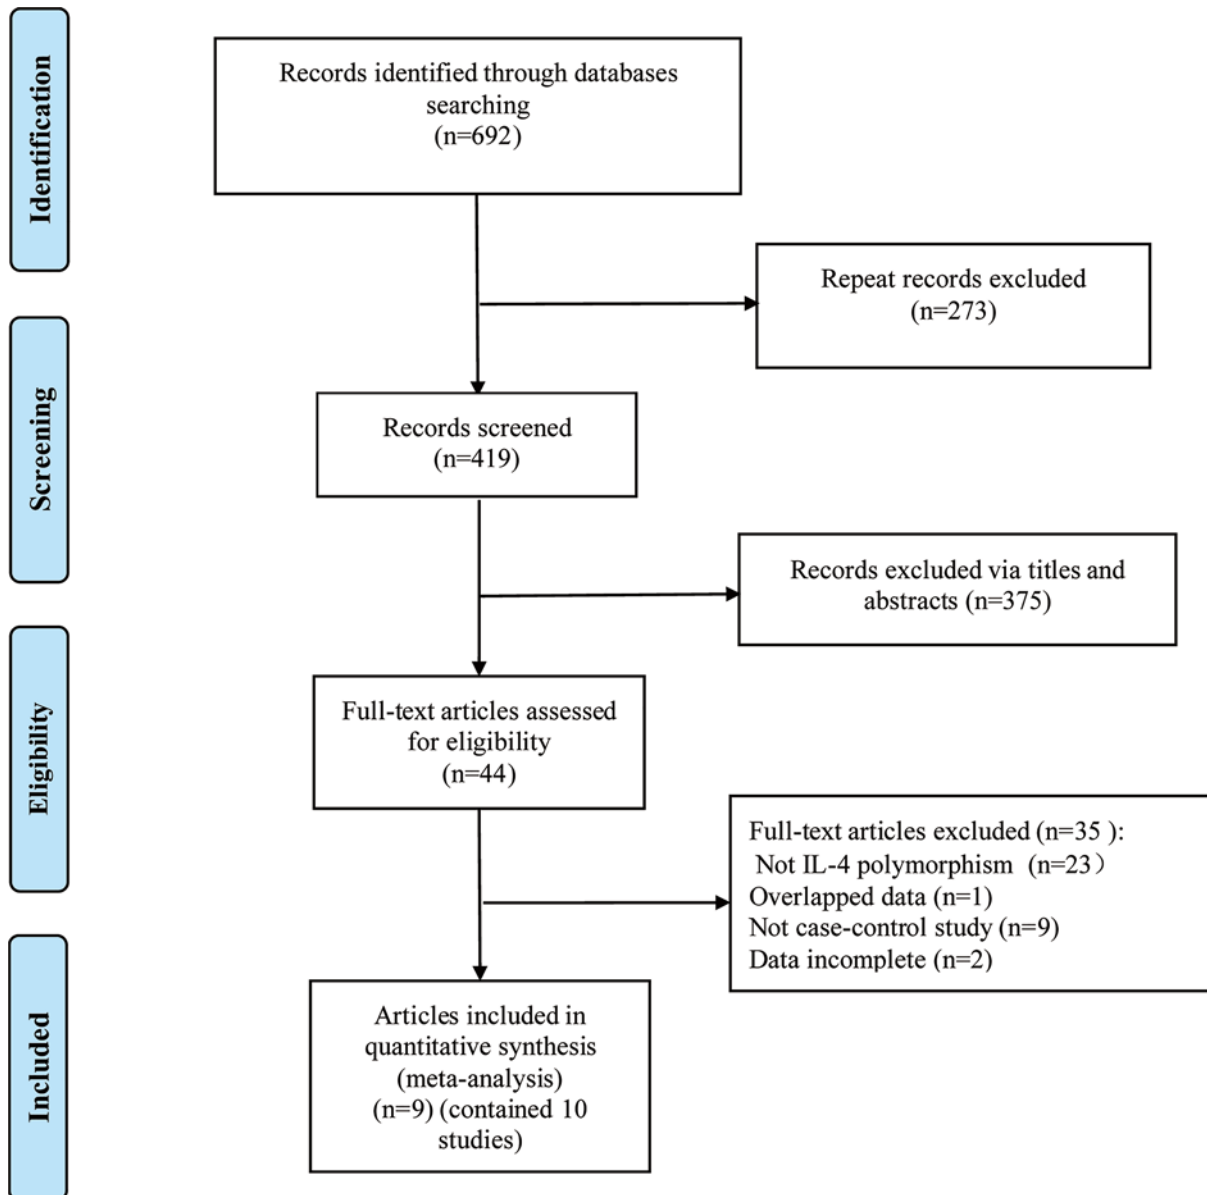 Identification
Records identified through databases
searching
(n=692)
Repeat records excluded
(n=273)
Screening
Records screened
(n=419)
Records excluded via titles and
abstracts (n=375)
Eligibility
Full-text articles assessed
for eligibility
(n=44)
Full-text articles excluded (n=35 ):
Not IL-4 polymorphism (n=23）
Overlapped data (n=1)
Not case-control study (n=9)
Data incomplete (n=2)
Included
Articles included in
quantitative synthesis
(meta-analysis)
(n=9) (contained 10
studies)